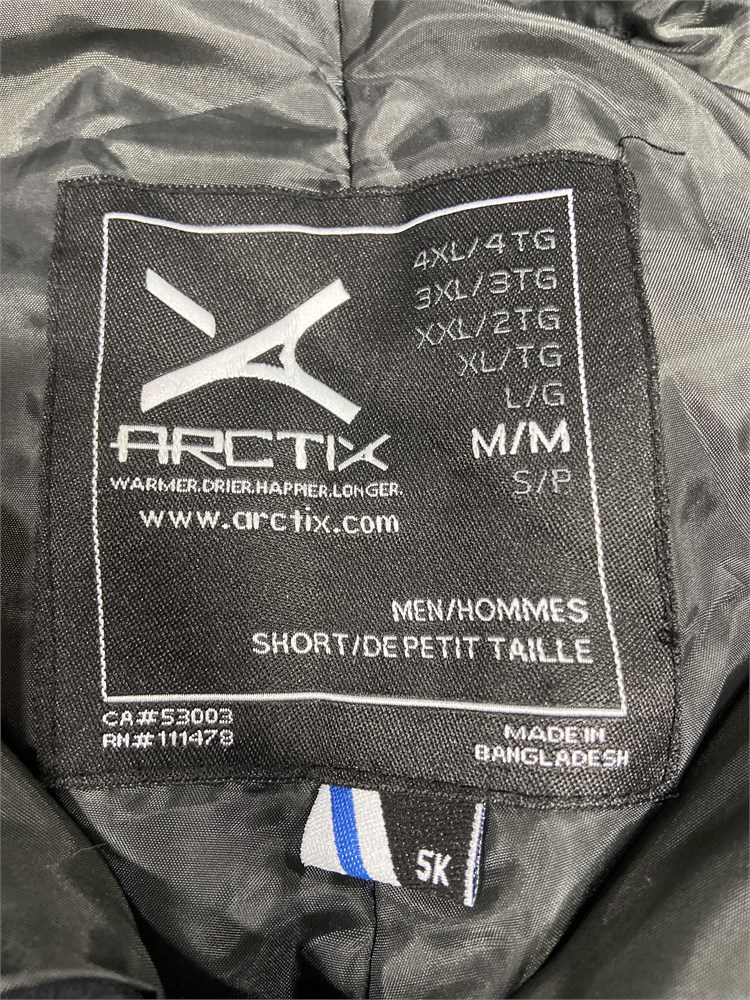 4XL/4TG
3XL/3TG
XXL/2TG
XL/TG
L/G
M/M
S/P
ARCTIX
WARMER.DRIER.HAPPIER.LONGER.
www.arctix.com
MEN/HOMMES
SHORT/DE PETIT TAILLE
CA#53003
RN#111478
MADE IN
BANGLADESH
5K